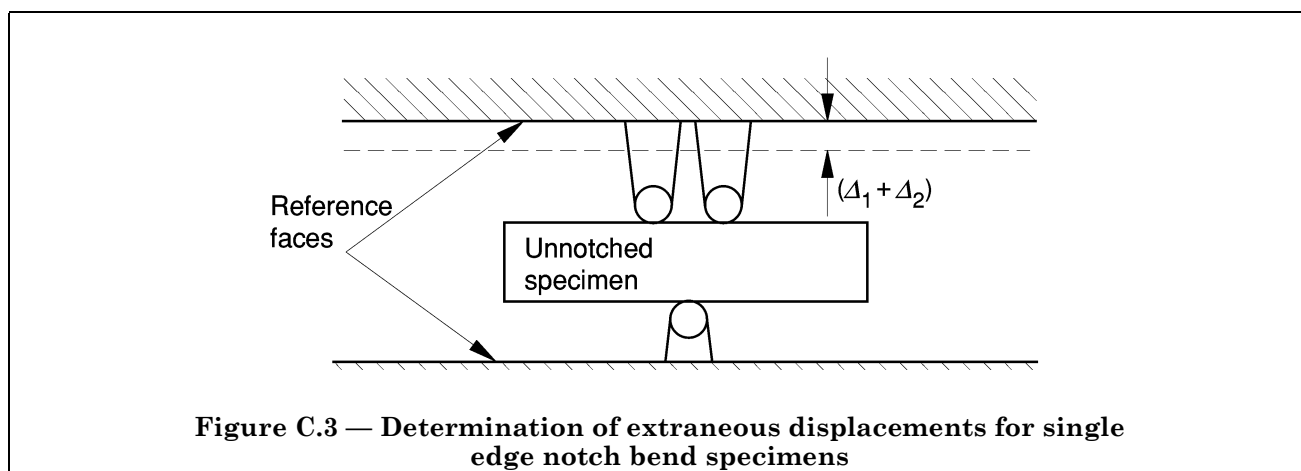 (Δ₁ + Δ₂)
Reference
faces
Unnotched
specimen
Figure C.3 — Determination of extraneous displacements for single
edge notch bend specimens